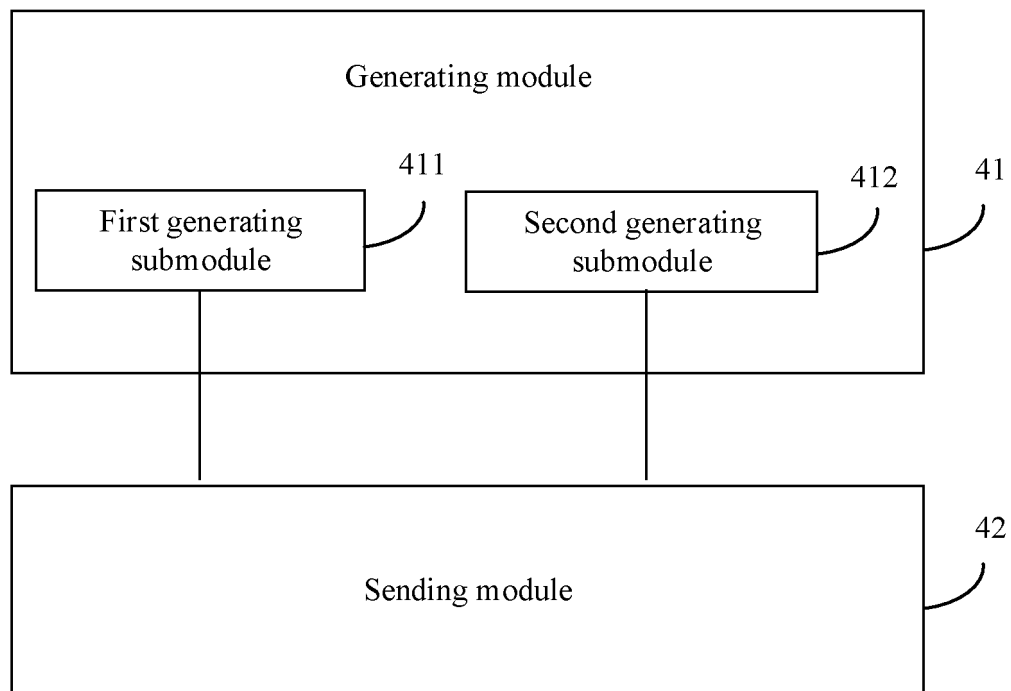 Generating module
411
412
41
First generating
submodule
Second generating
submodule
42
Sending module